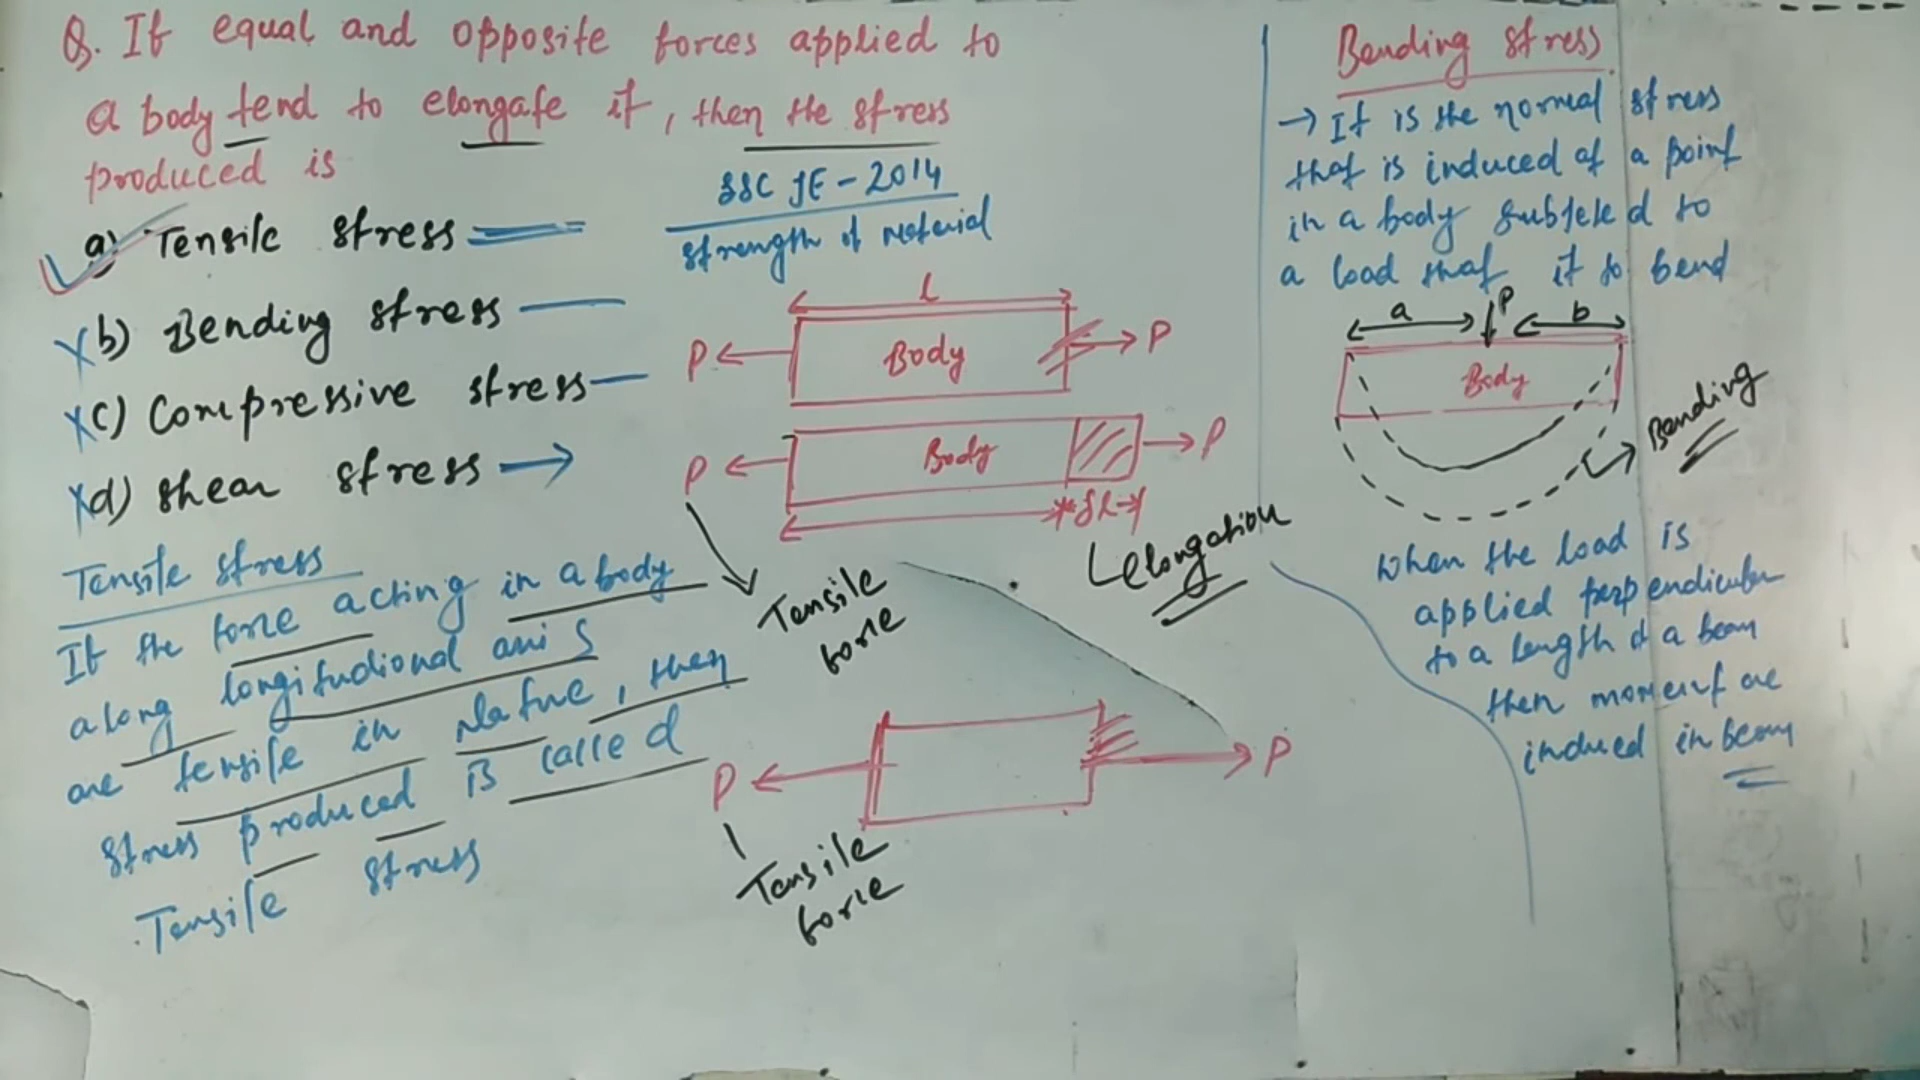 Q. If equal and opposite forces applied to
a body tend to elongate it, then the stress
produced is
SSC JE - 2014
strength of material
a) Tensile stress
b) Bending stress
c) Compressive stress
d) shear stress
Tensile stress
If the force acting in a body
along longitudional axis
are tensile in nature, then
stress produced is called
Tensile stress
l
P Body P
P Body P
δl
Elongation
Tensile
force
P P
Tensile
force
Bending stress
→ It is the normal stress
that is induced at a point
in a body to
a load that it to bend
a P b
Body
Bending
when the load is
applied perpendicular
to a length of a beam
then moment are
induced in beam